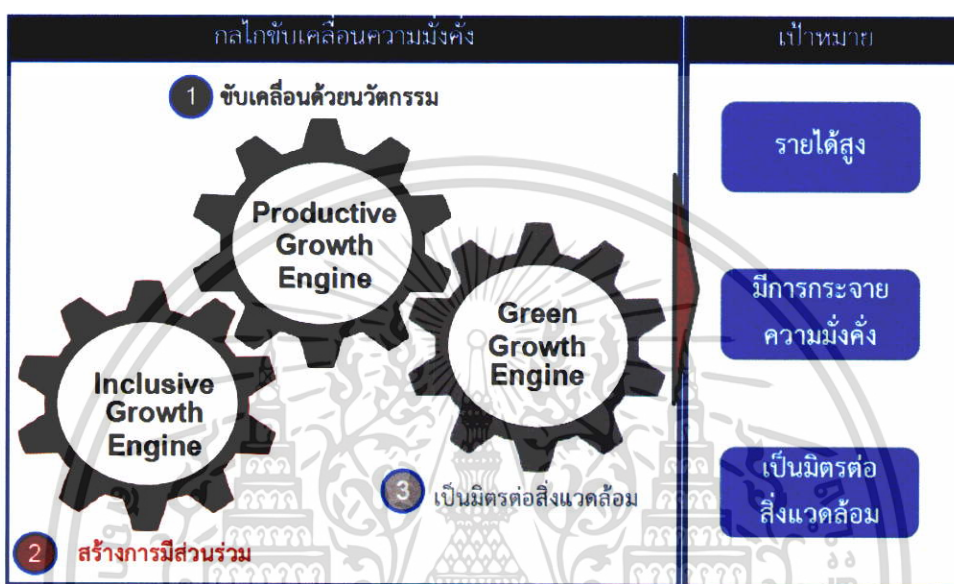 กลไกขับเคลื่อนความมั่งคั่ง
เป้าหมาย
1 ขับเคลื่อนด้วยนวัตกรรม
Productive
Growth
Engine
Green
Growth
Engine
Inclusive
Growth
Engine
3 เป็นมิตรต่อสิ่งแวดล้อม
2 สร้างการมีส่วนร่วม
รายได้สูง
มีการกระจาย
ความมั่งคั่ง
เป็นมิตรต่อ
สิ่งแวดล้อม